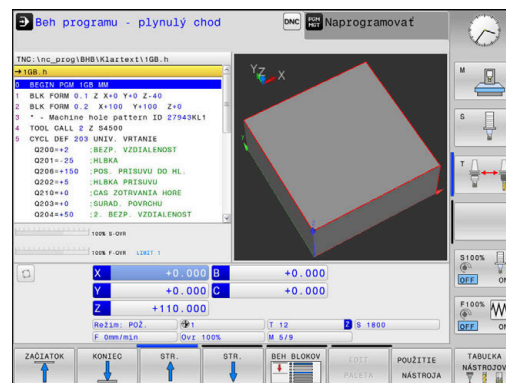 Beh programu - plynulý chod
DNC
PGM MGT
Naprogramovať
TNC:\nc_prog\BHB\Klartext\1GB.h
→1GB.h
0 BEGIN PGM 1GB MM
1 BLK FORM 0.1 Z X+0 Y+0 Z-40
2 BLK FORM 0.2 X+100 Y+100 Z+0
3 * - Machine hole pattern ID 27943KL1
4 TOOL CALL 2 Z S4500
5 CYCL DEF 203 UNIV. VRTANIE
Q200=+2 ;BEZP. VZDIALENOST
Q201=-25 ;HLBKA
Q206=+150 ;POS. PRISUVU DO HL.
Q202=+5 ;HLBKA PRISUVU
Q210=+0 ;CAS ZOTRVANIA HORE
Q203=+0 ;SURAD. POVRCHU
Q204=+50 ;2. BEZP. VZDIALENOST
Y Z X
100% S-OVR
100% F-OVR LIMIT 1
X +0.000 B +0.000
Y +0.000 C +0.000
Z +110.000
Režim: POŽ. 1 T 12 Z S 1800
F 0mm/min Ovr 100% M 5/9
M
S
T
S100%
OFF ON
F100%
OFF ON
ZAČIATOK
KONIEC
STR.
STR.
BEH BLOKOV
EDIT PALETA
POUŽITIE NÁSTROJA
TABUĽKA NÁSTROJOV